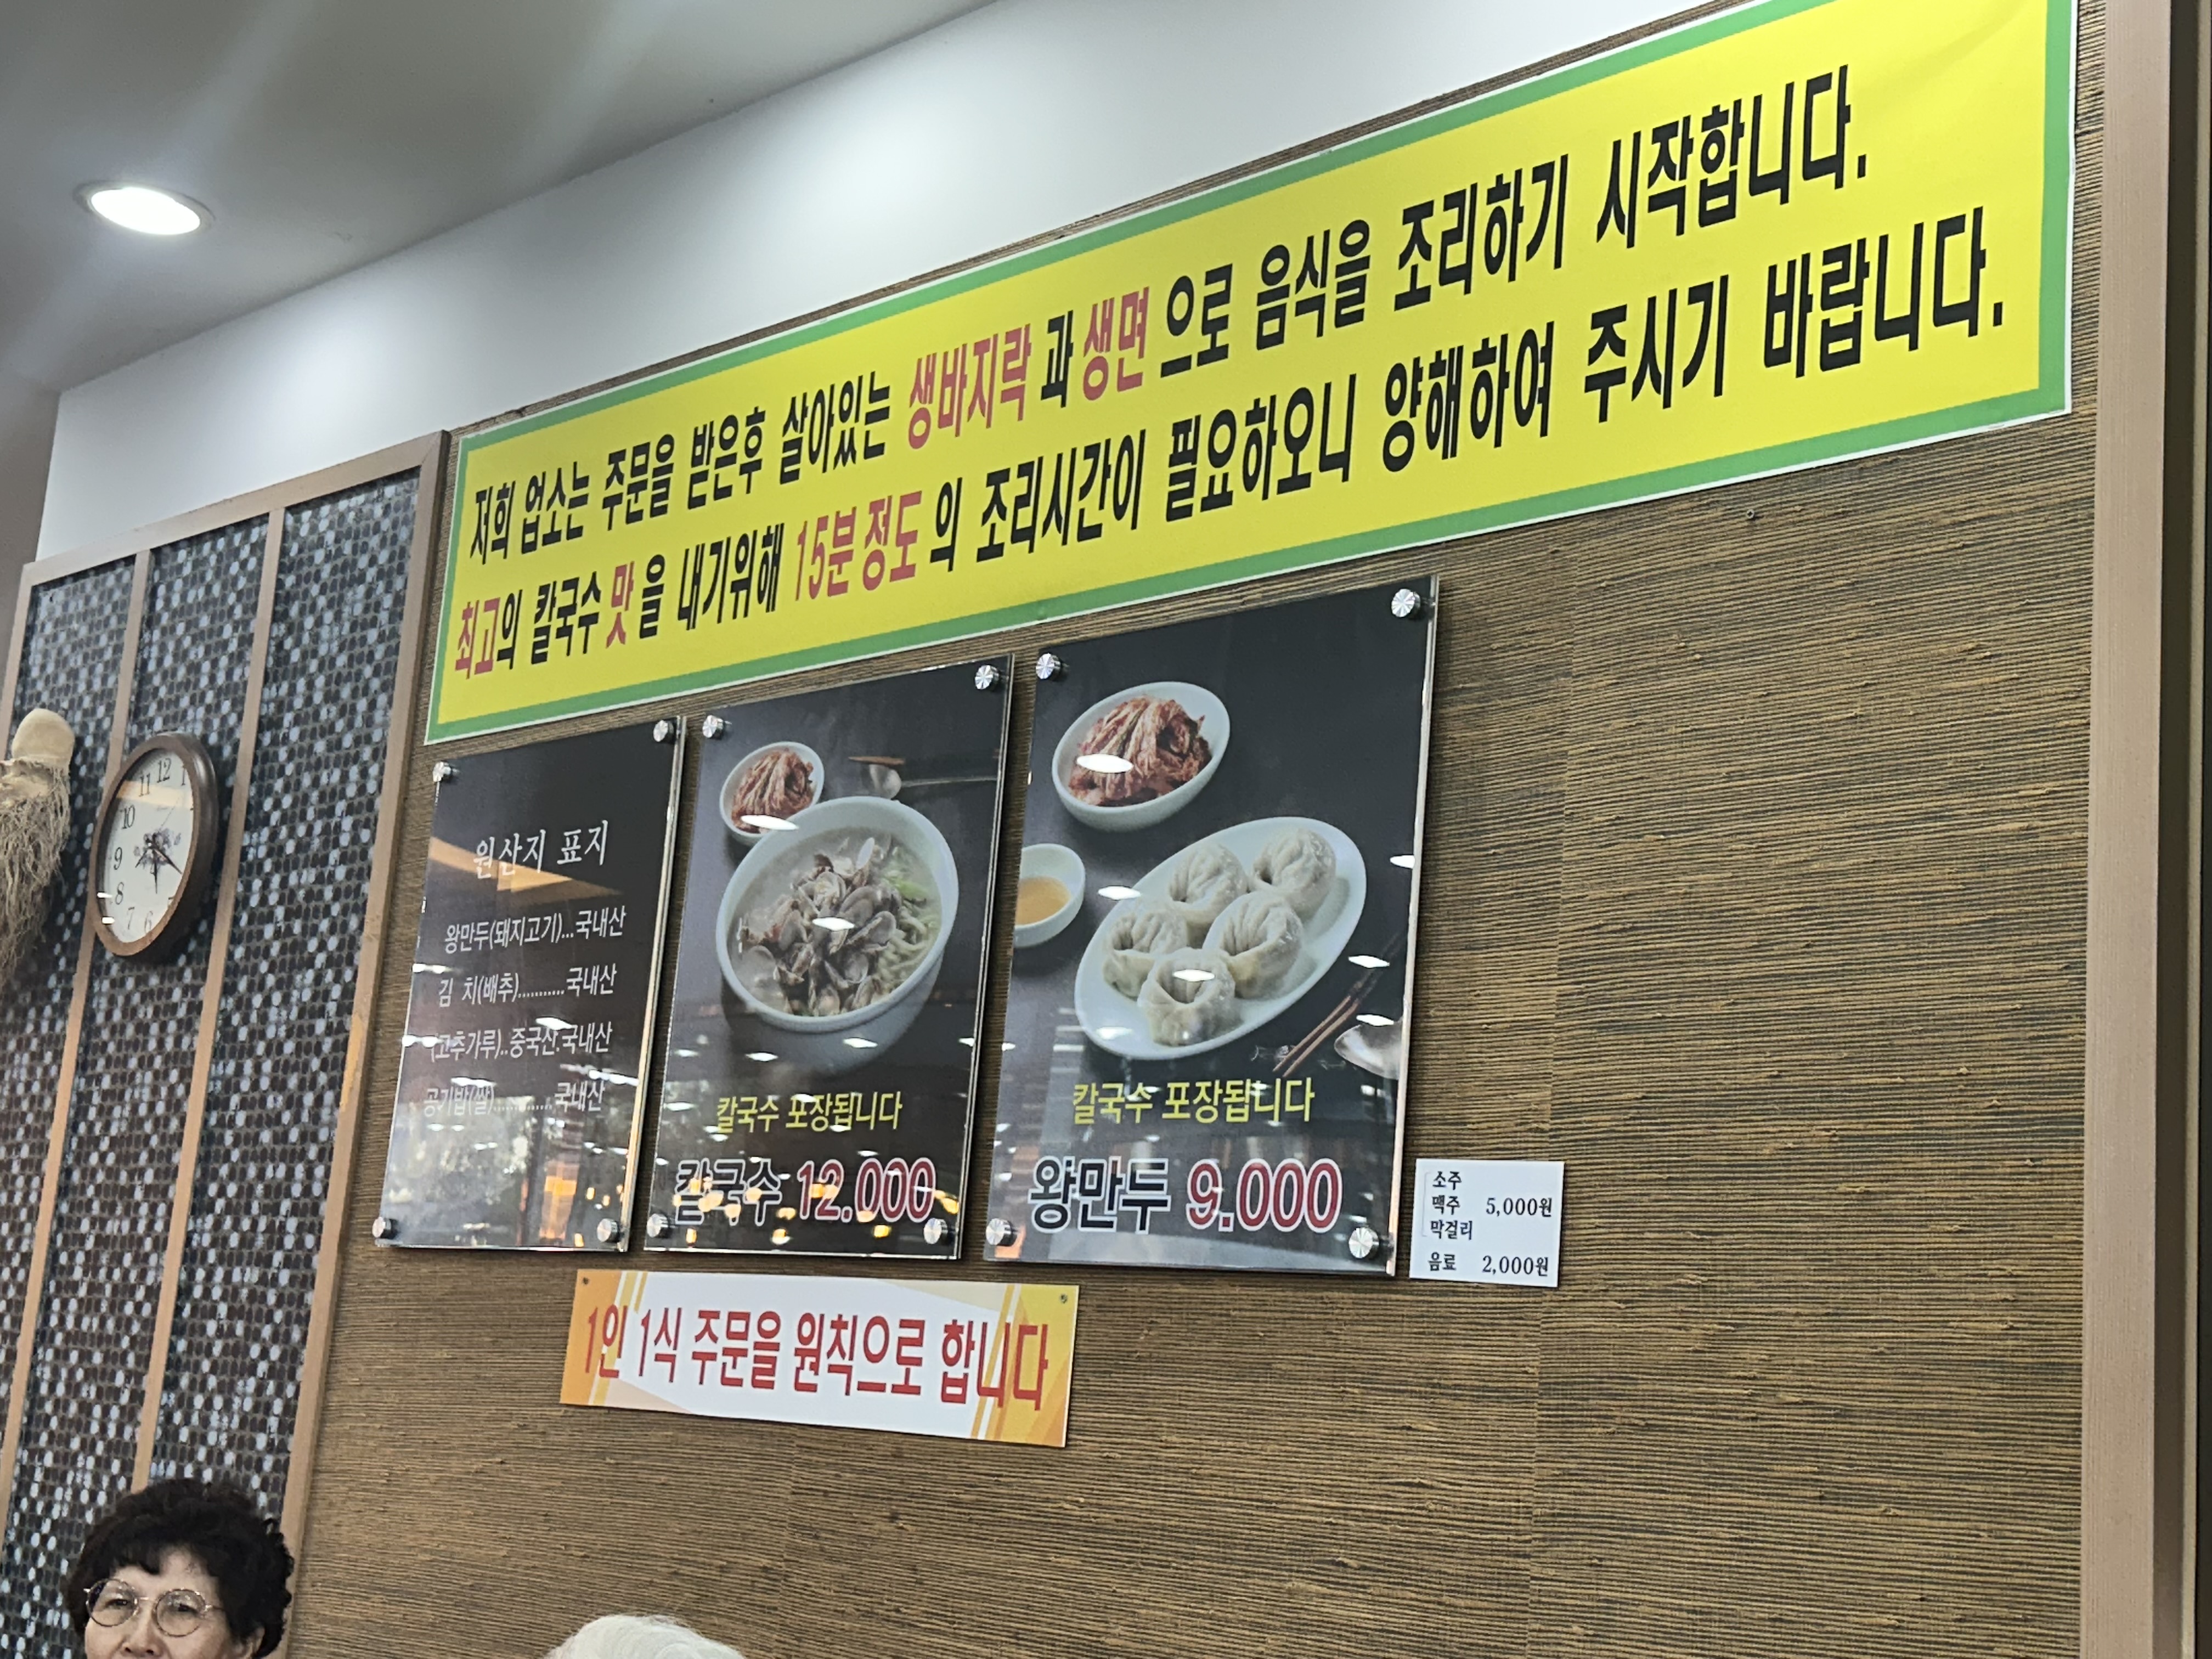 저희 업소는 주문을 받은후 살아있는 생바지락과 생면으로 음식을 조리하기 시작합니다.
최고의 칼국수 맛을 내기위해 15분 정도의 조리시간이 필요하오니 양해하여 주시기 바랍니다.
원산지 표지
왕만두(돼지고기)...국내산
김 치(배추)...........국내산
(고추가루)..중국산.국내산
공기밥(쌀)............국내산
칼국수 포장됩니다
칼국수 12.000
칼국수 포장됩니다
왕만두 9.000
소주
맥주 5,000원
막걸리
음료 2,000원
1인 1식 주문을 원칙으로 합니다
12
1
11
10
9
8
7
6